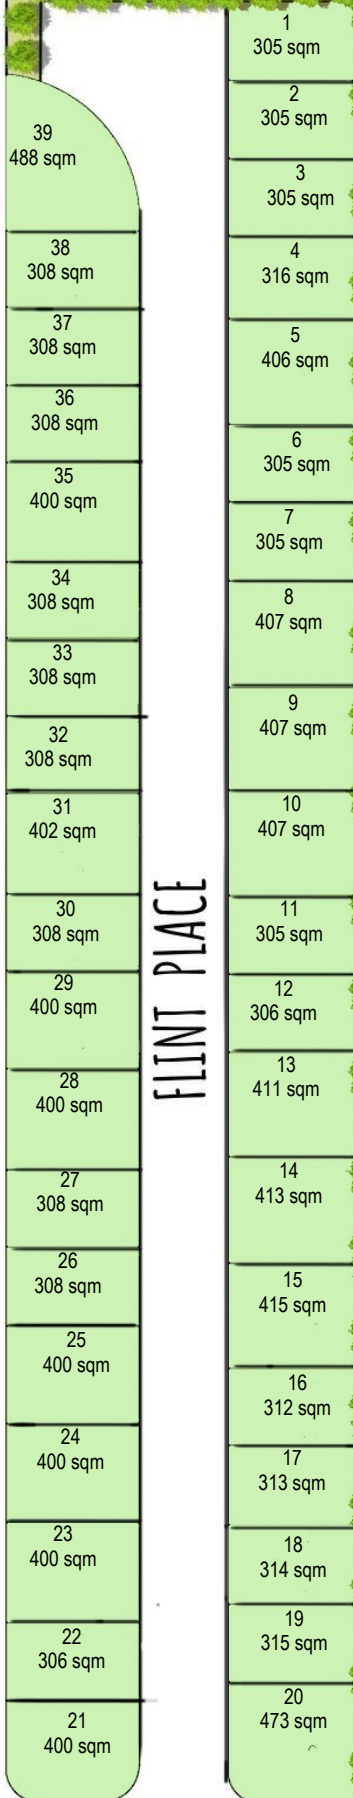 39
488 sqm
38
308 sqm
37
308 sqm
36
308 sqm
35
400 sqm
34
308 sqm
33
308 sqm
32
308 sqm
31
402 sqm
30
308 sqm
29
400 sqm
28
400 sqm
27
308 sqm
26
308 sqm
25
400 sqm
24
400 sqm
23
400 sqm
22
306 sqm
21
400 sqm
FLINT PLACE
1
305 sqm
2
305 sqm
3
305 sqm
4
316 sqm
5
406 sqm
6
305 sqm
7
305 sqm
8
407 sqm
9
407 sqm
10
407 sqm
11
305 sqm
12
306 sqm
13
411 sqm
14
413 sqm
15
415 sqm
16
312 sqm
17
313 sqm
18
314 sqm
19
315 sqm
20
473 sqm